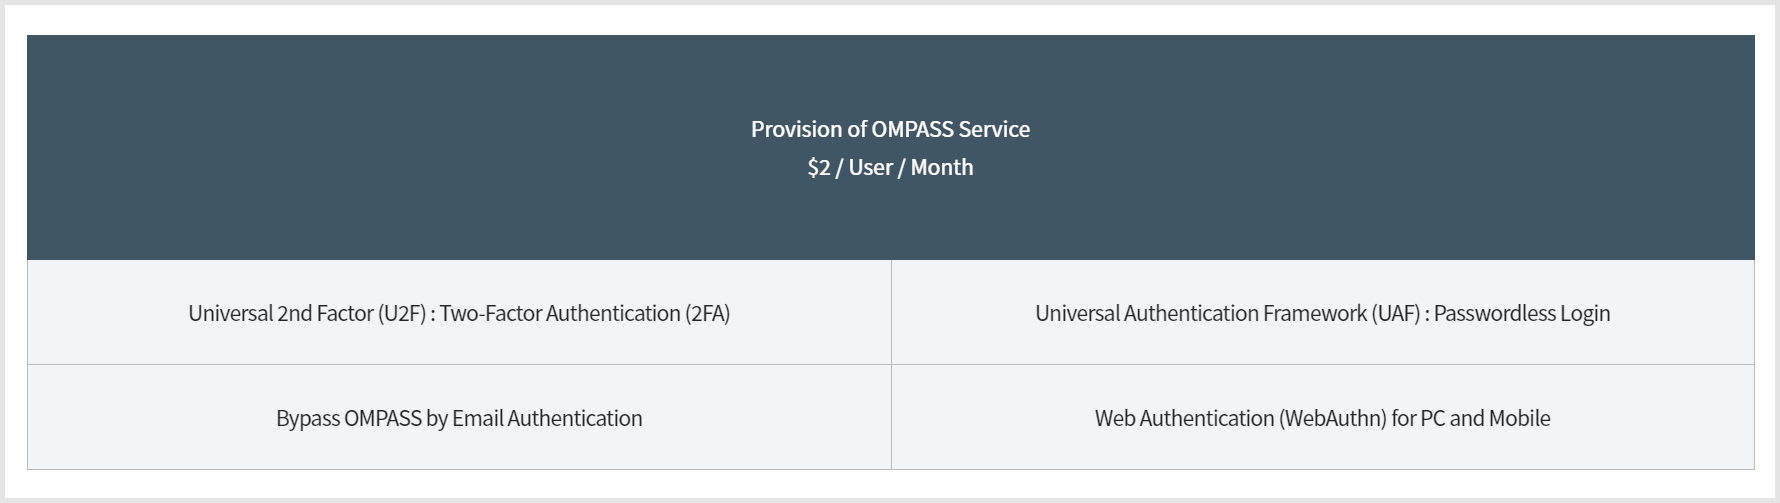 Provision of OMPASS Service
$2 / User / Month
Universal 2nd Factor (U2F) : Two-Factor Authentication (2FA)
Universal Authentication Framework (UAF) : Passwordless Login
Bypass OMPASS by Email Authentication
Web Authentication (WebAuthn) for PC and Mobile